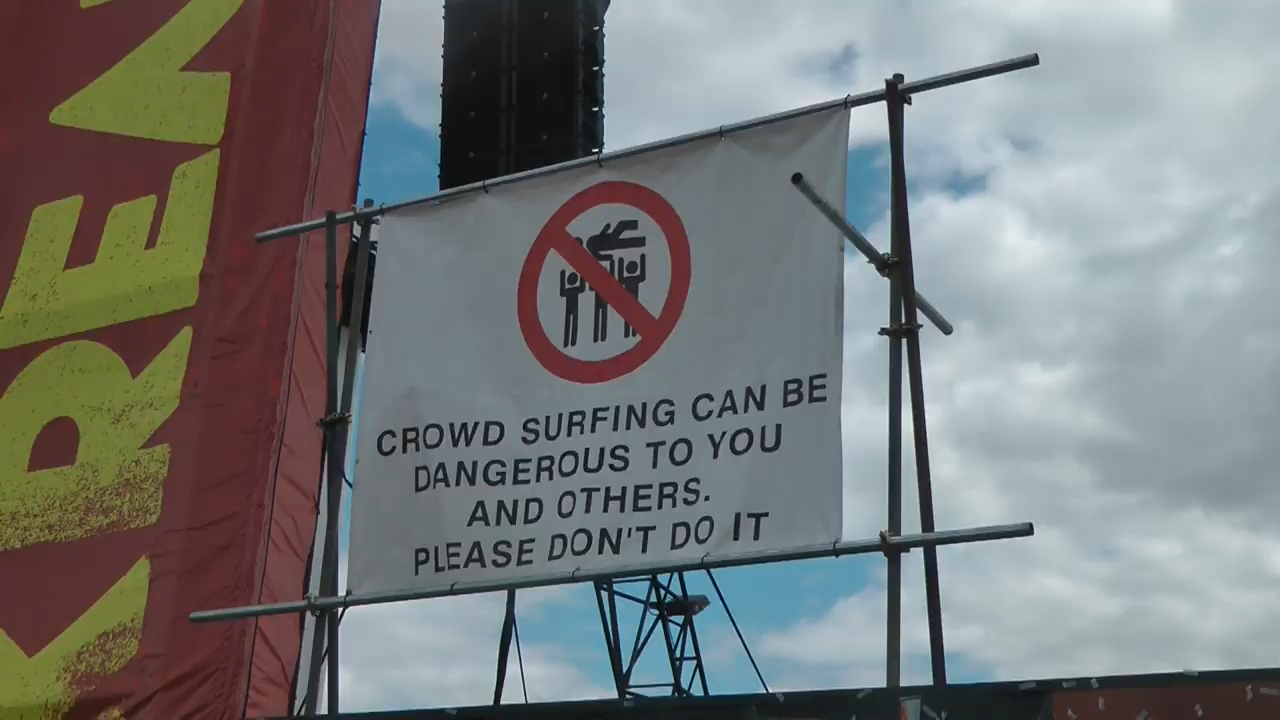 CROWD SURFING CAN BE
DANGEROUS TO YOU
AND OTHERS.
PLEASE DON'T DO IT